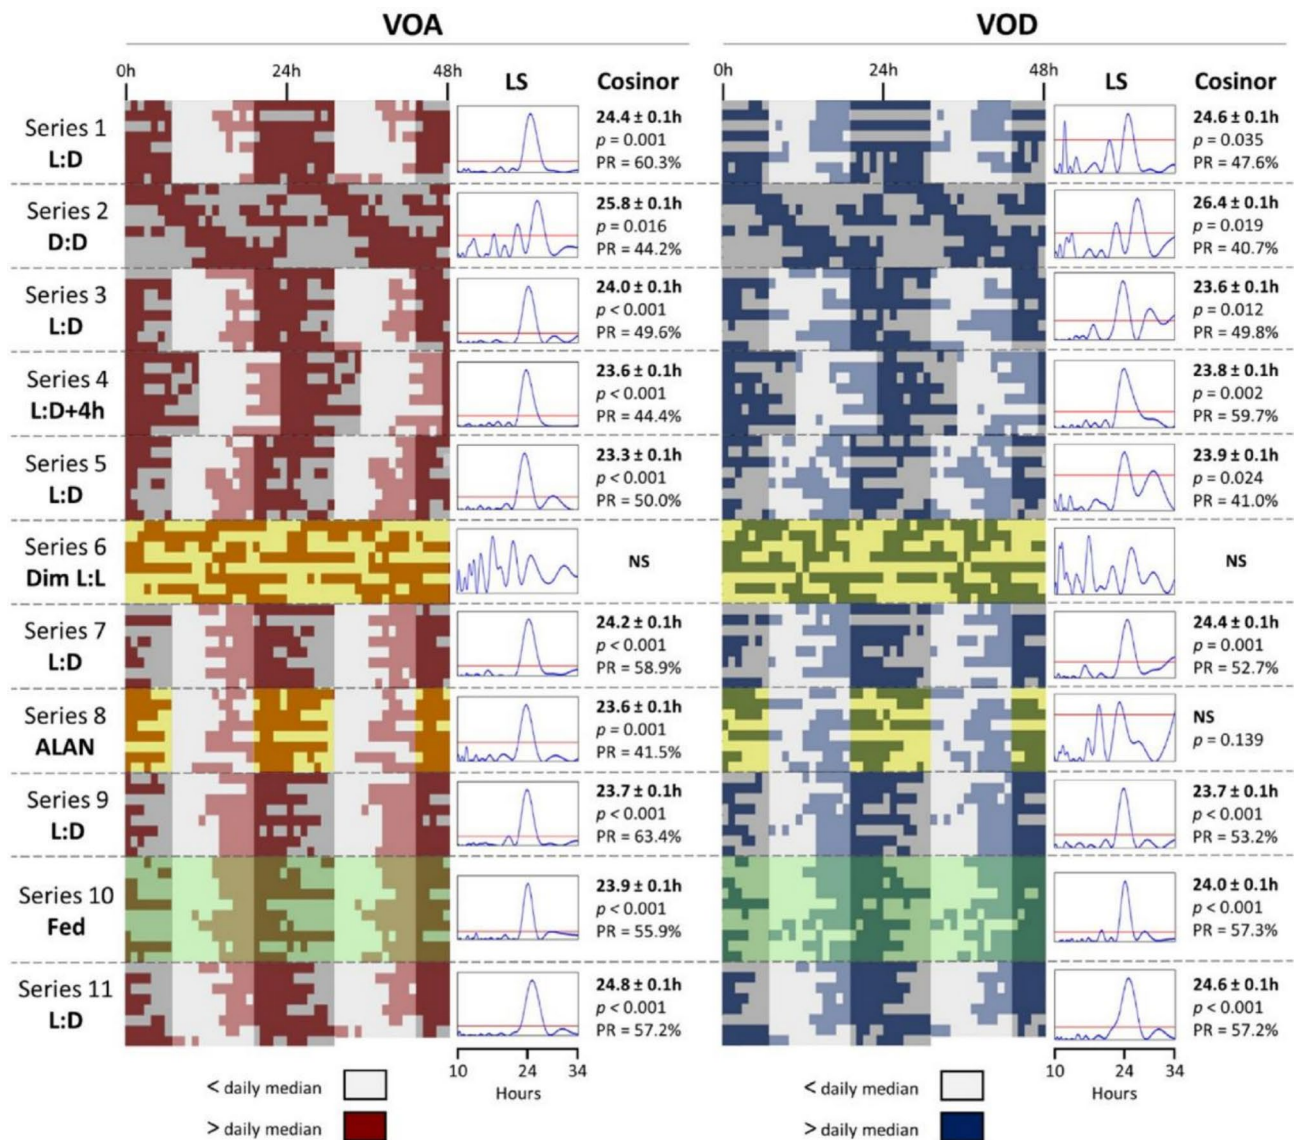 VOA VOD
0h 24h 48h LS Cosinor 0h 24h 48h LS Cosinor
Series 1
L:D
24.4 ± 0.1h
p = 0.001
PR = 60.3%
24.6 ± 0.1h
p = 0.035
PR = 47.6%
Series 2
D:D
25.8 ± 0.1h
p = 0.016
PR = 44.2%
26.4 ± 0.1h
p = 0.019
PR = 40.7%
Series 3
L:D
24.0 ± 0.1h
p < 0.001
PR = 49.6%
23.6 ± 0.1h
p = 0.012
PR = 49.8%
Series 4
L:D+4h
23.6 ± 0.1h
p < 0.001
PR = 44.4%
23.8 ± 0.1h
p = 0.002
PR = 59.7%
Series 5
L:D
23.3 ± 0.1h
p < 0.001
PR = 50.0%
23.9 ± 0.1h
p = 0.024
PR = 41.0%
Series 6
Dim L:L
NS
NS
Series 7
L:D
24.2 ± 0.1h
p < 0.001
PR = 58.9%
24.4 ± 0.1h
p = 0.001
PR = 52.7%
Series 8
ALAN
23.6 ± 0.1h
p = 0.001
PR = 41.5%
NS
p = 0.139
Series 9
L:D
23.7 ± 0.1h
p < 0.001
PR = 63.4%
23.7 ± 0.1h
p < 0.001
PR = 53.2%
Series 10
Fed
23.9 ± 0.1h
p < 0.001
PR = 55.9%
24.0 ± 0.1h
p < 0.001
PR = 57.3%
Series 11
L:D
24.8 ± 0.1h
p < 0.001
PR = 57.2%
24.6 ± 0.1h
p < 0.001
PR = 57.2%
10 24 34
Hours
10 24 34
Hours
< daily median
> daily median
< daily median
> daily median